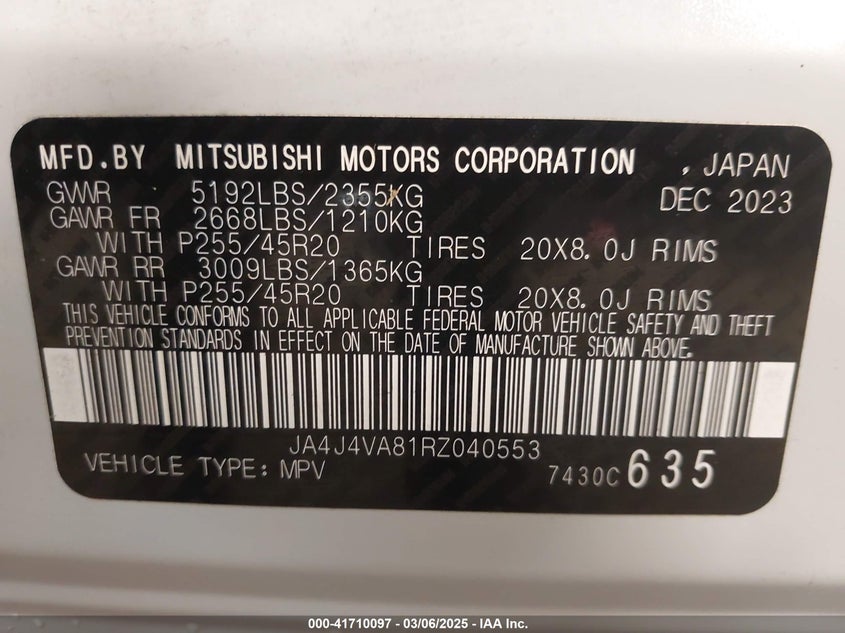 MFD.BY MITSUBISHI MOTORS CORPORATION , JAPAN
GVWR 5192LBS/2355KG DEC 2023
GAWR FR 2668LBS/1210KG
WITH P255/45R20 TIRES 20X8.0J RIMS
GAWR RR 3009LBS/1365KG
WITH P255/45R20 TIRES 20X8.0J RIMS
THIS VEHICLE CONFORMS TO ALL APPLICABLE FEDERAL MOTOR VEHICLE SAFETY AND THEFT
PREVENTION STANDARDS IN EFFECT ON THE DATE OF MANUFACTURE SHOWN ABOVE.
JA4J4VA81RZ040553
VEHICLE TYPE: MPV 7430C 635
000-41710097 - 03/06/2025 - IAA Inc.